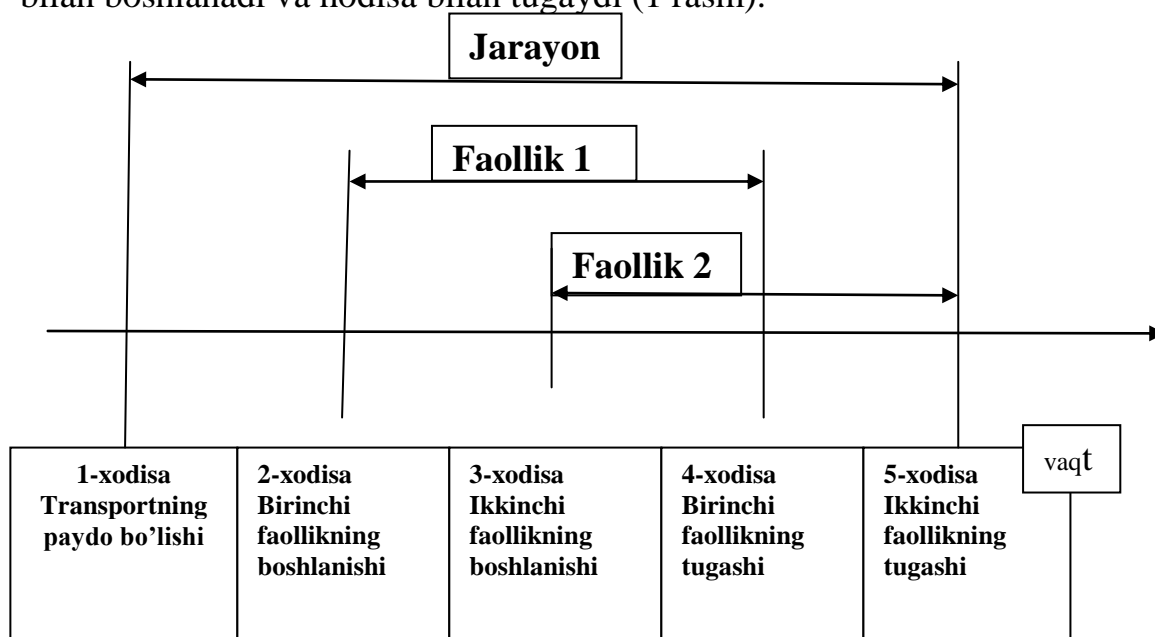 bilan boshlanadi va hodisa bilan tugaydi (1 rasm).
Jarayon
Faollik 1
Faollik 2
vaqt
1-xodisa
Transportning
paydo bo’lishi
2-xodisa
Birinchi
faollikning
boshlanishi
3-xodisa
Ikkinchi
faollikning
boshlanishi
4-xodisa
Birinchi
faollikning
tugashi
5-xodisa
Ikkinchi
faollikning
tugashi